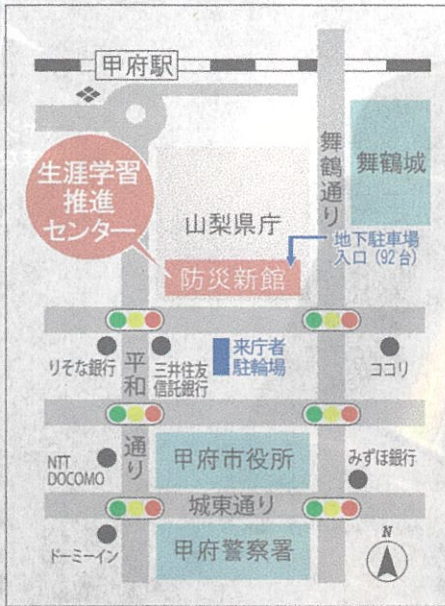 甲府駅
生涯学習
推進
センター
山梨県庁
防災新館
舞鶴通り
舞鶴城
地下駐車場
入口(92台)
りそな銀行
平和通り
三井住友
信託銀行
来庁者
駐輪場
ココリ
NTT
DOCOMO
甲府市役所
みずほ銀行
城東通り
ドーミーイン
甲府警察署
N